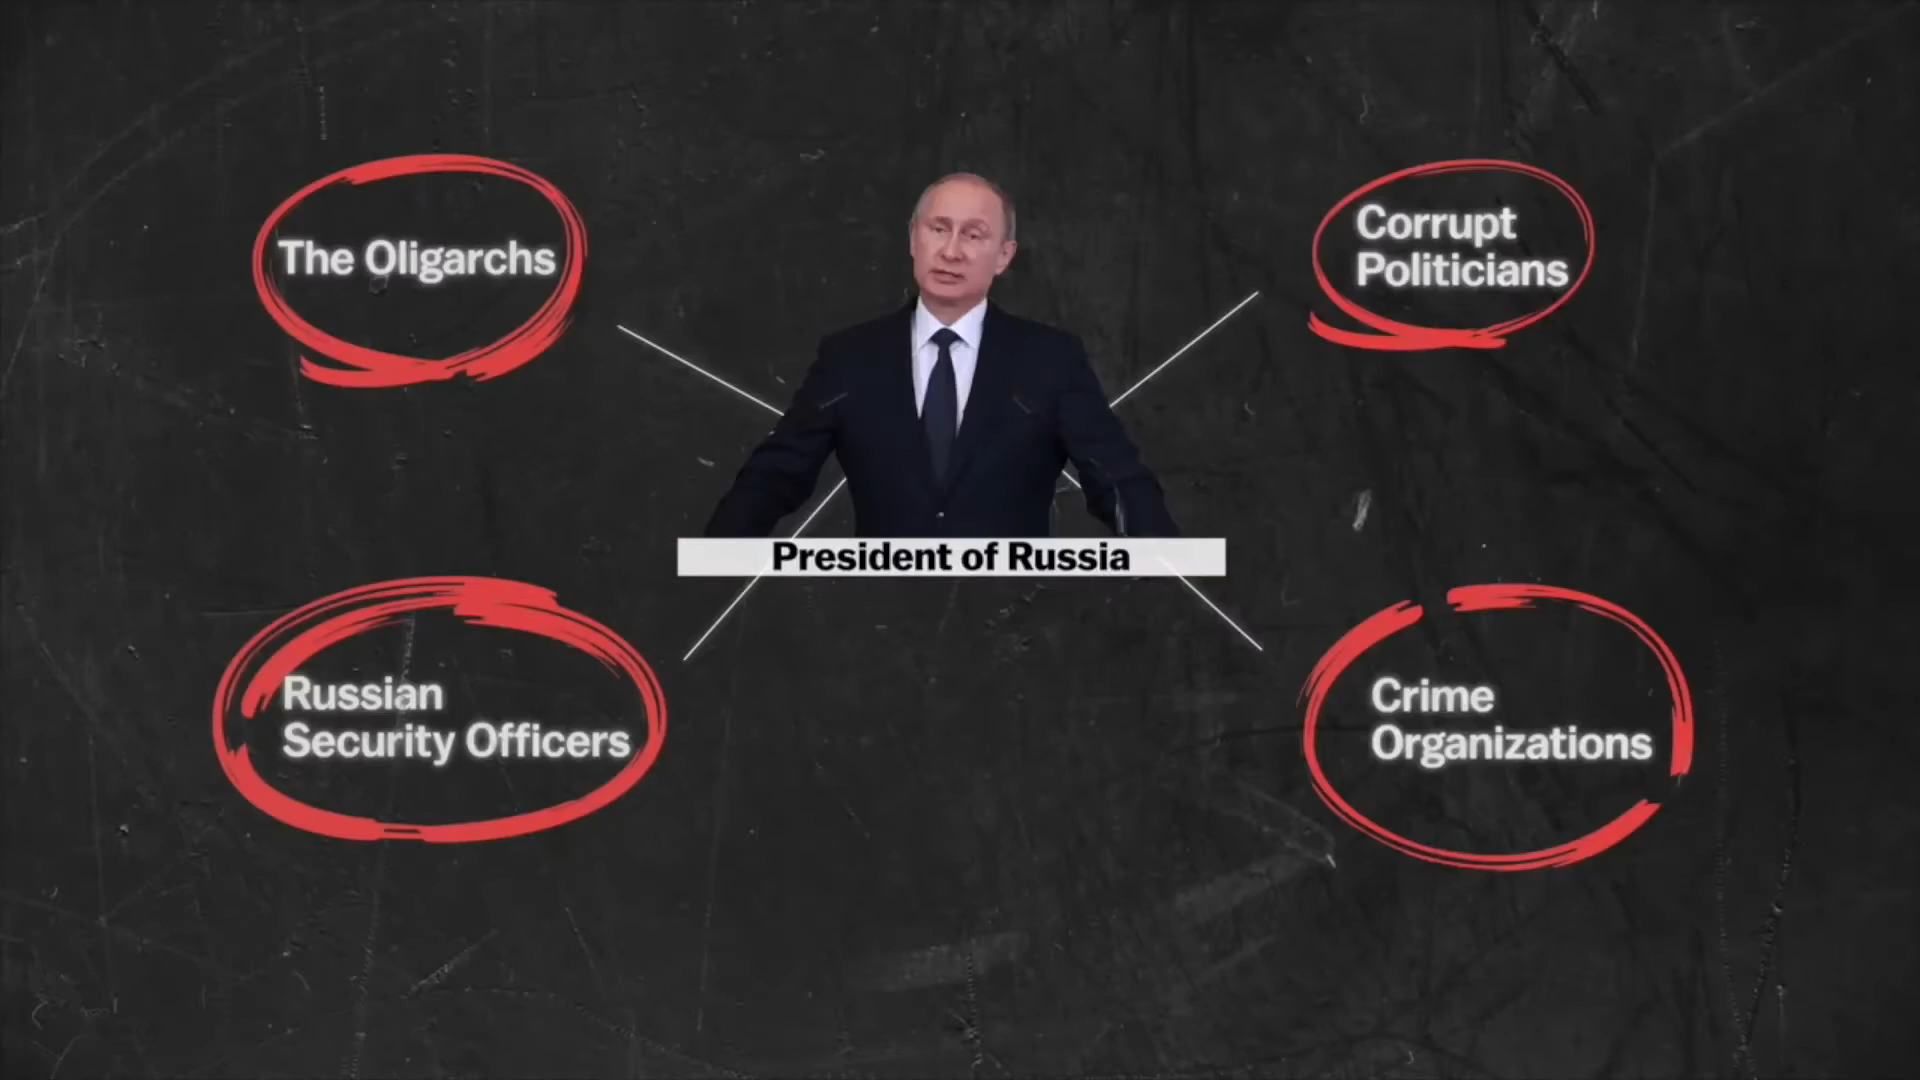 The Oligarchs
Corrupt
Politicians
President of Russia
Russian
Security Officers
Crime
Organizations